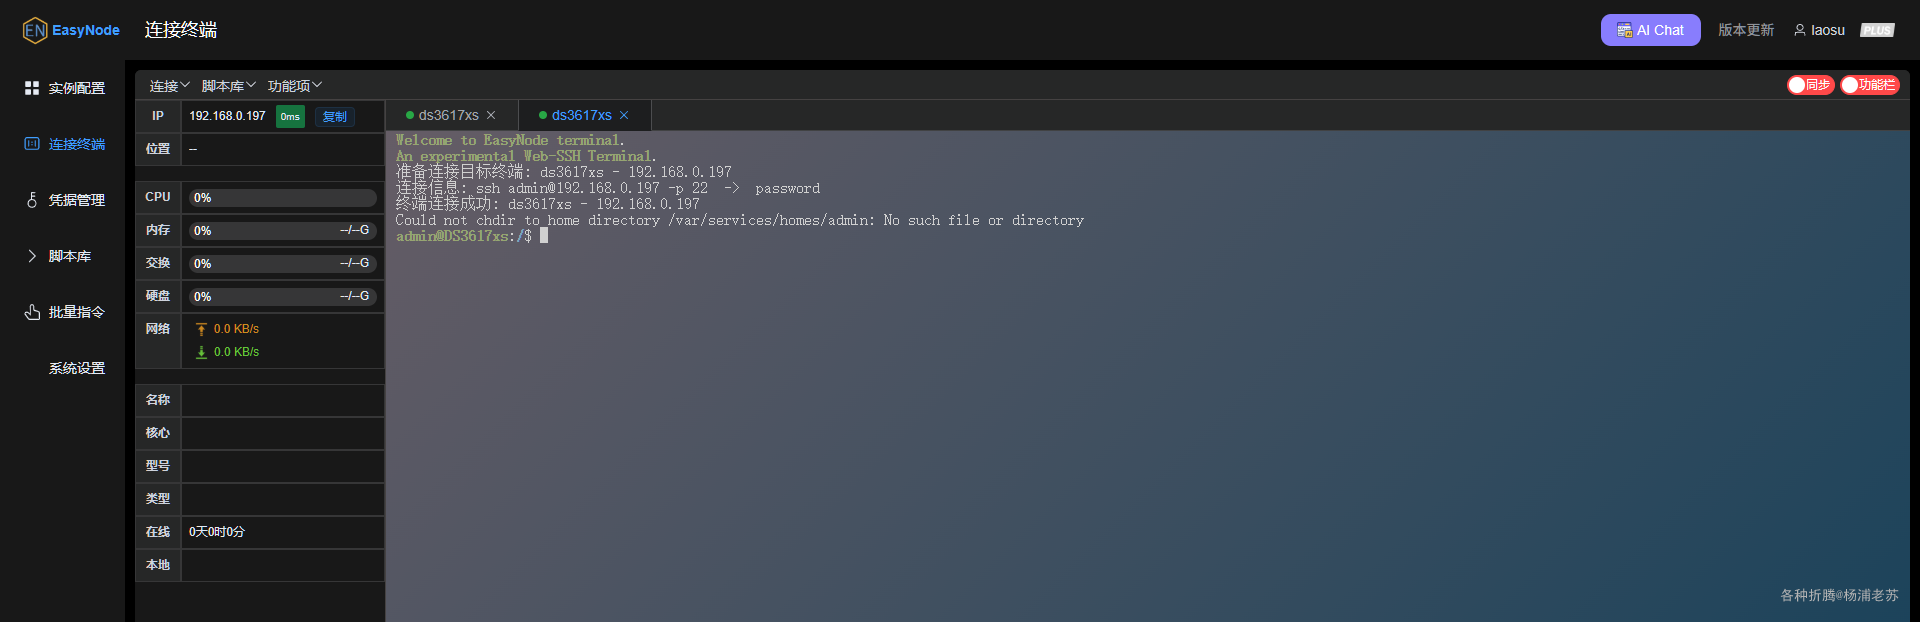 EN EasyNode 连接终端 AI Chat 版本更新 laosu PLUS
实例配置
连接终端
凭据管理
脚本库
批量指令
系统设置
连接 脚本库 功能项 同步 功能栏
IP 192.168.0.197 0ms 复制
位置 --
CPU 0%
内存 0% --/--G
交换 0% --/--G
硬盘 0% --/--G
网络 0.0 KB/s
0.0 KB/s
名称
核心
型号
类型
在线 0天0时0分
本地
ds3617xs × ds3617xs ×
Welcome to EasyNode terminal.
An experimental Web-SSH Terminal.
准备连接目标终端: ds3617xs - 192.168.0.197
连接信息: ssh admin@192.168.0.197 -p 22 -> password
终端连接成功: ds3617xs - 192.168.0.197
Could not chdir to home directory /var/services/homes/admin: No such file or directory
admin@DS3617xs:/$
各种折腾@杨浦老苏